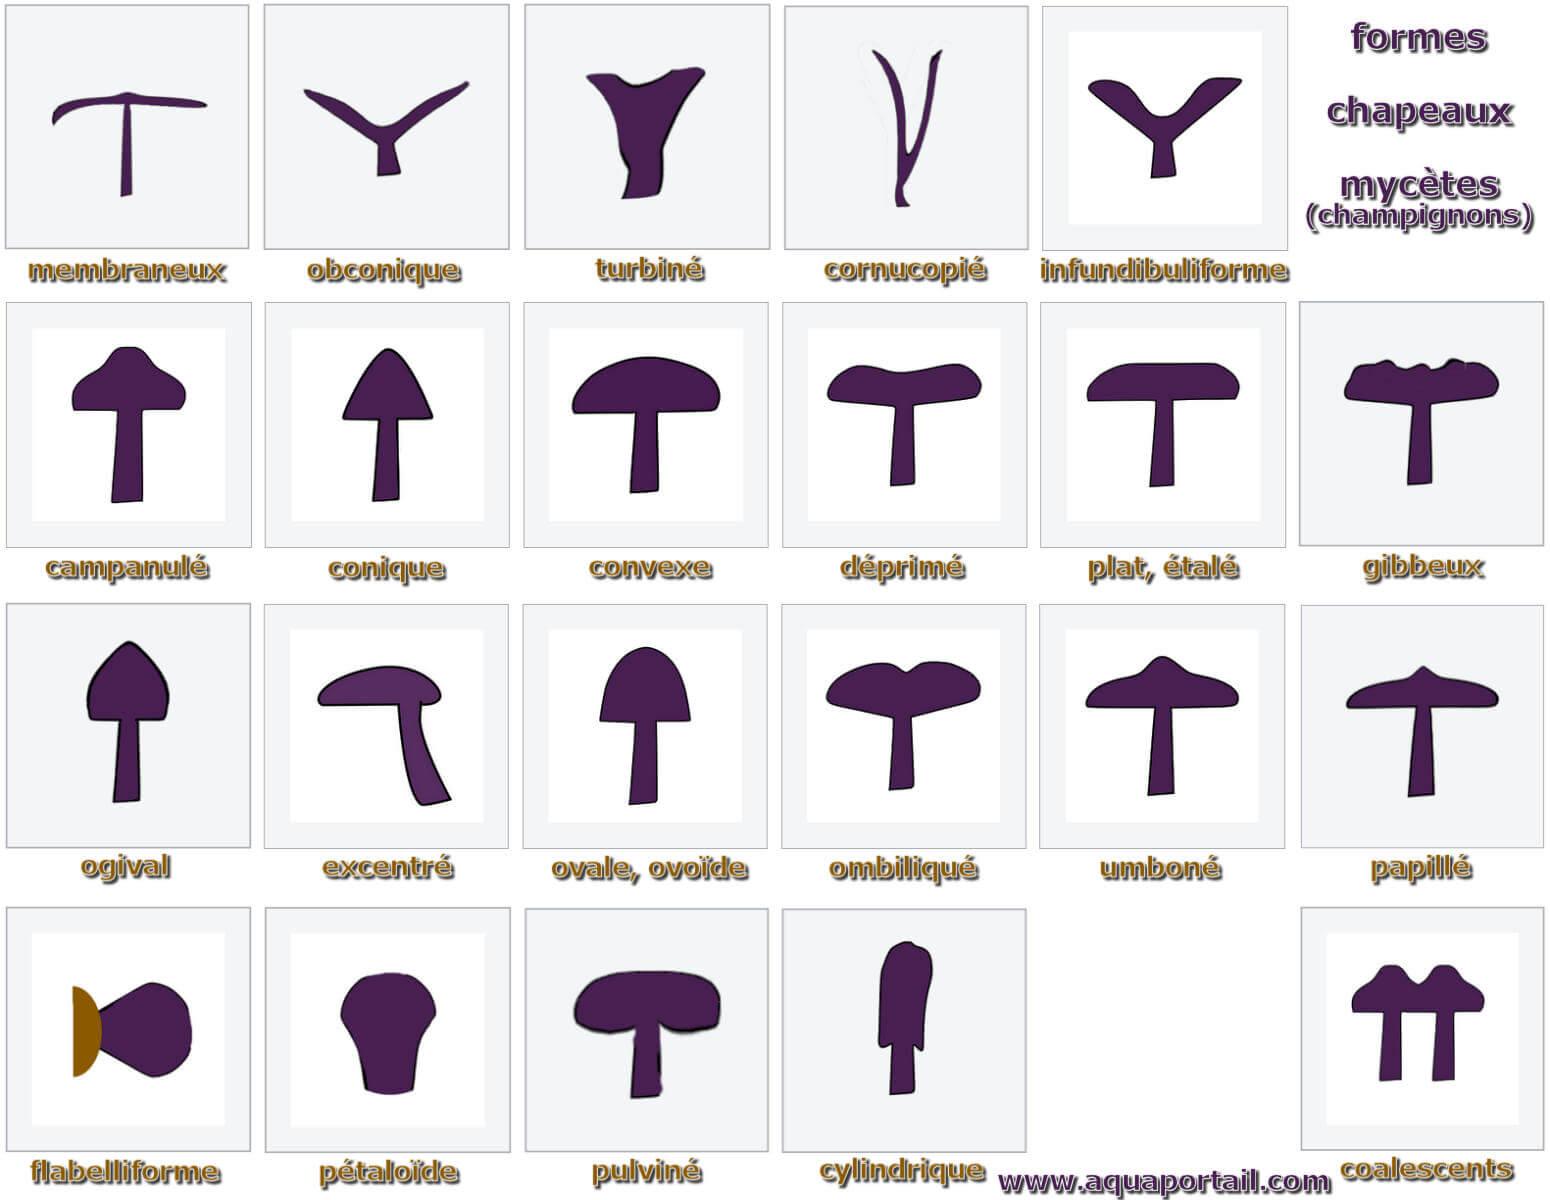 formes
chapeaux
mycètes
(champignons)
membraneux
obconique
turbiné
cornucopié
infundibuliforme
campanulé
conique
convexe
déprimé
plat, étalé
gibbeux
ogival
excentré
ovale, ovoïde
ombiliqué
umboné
papillé
flabelliforme
pétaloïde
pulviné
cylindrique
www.aquaportail.com
coalescents